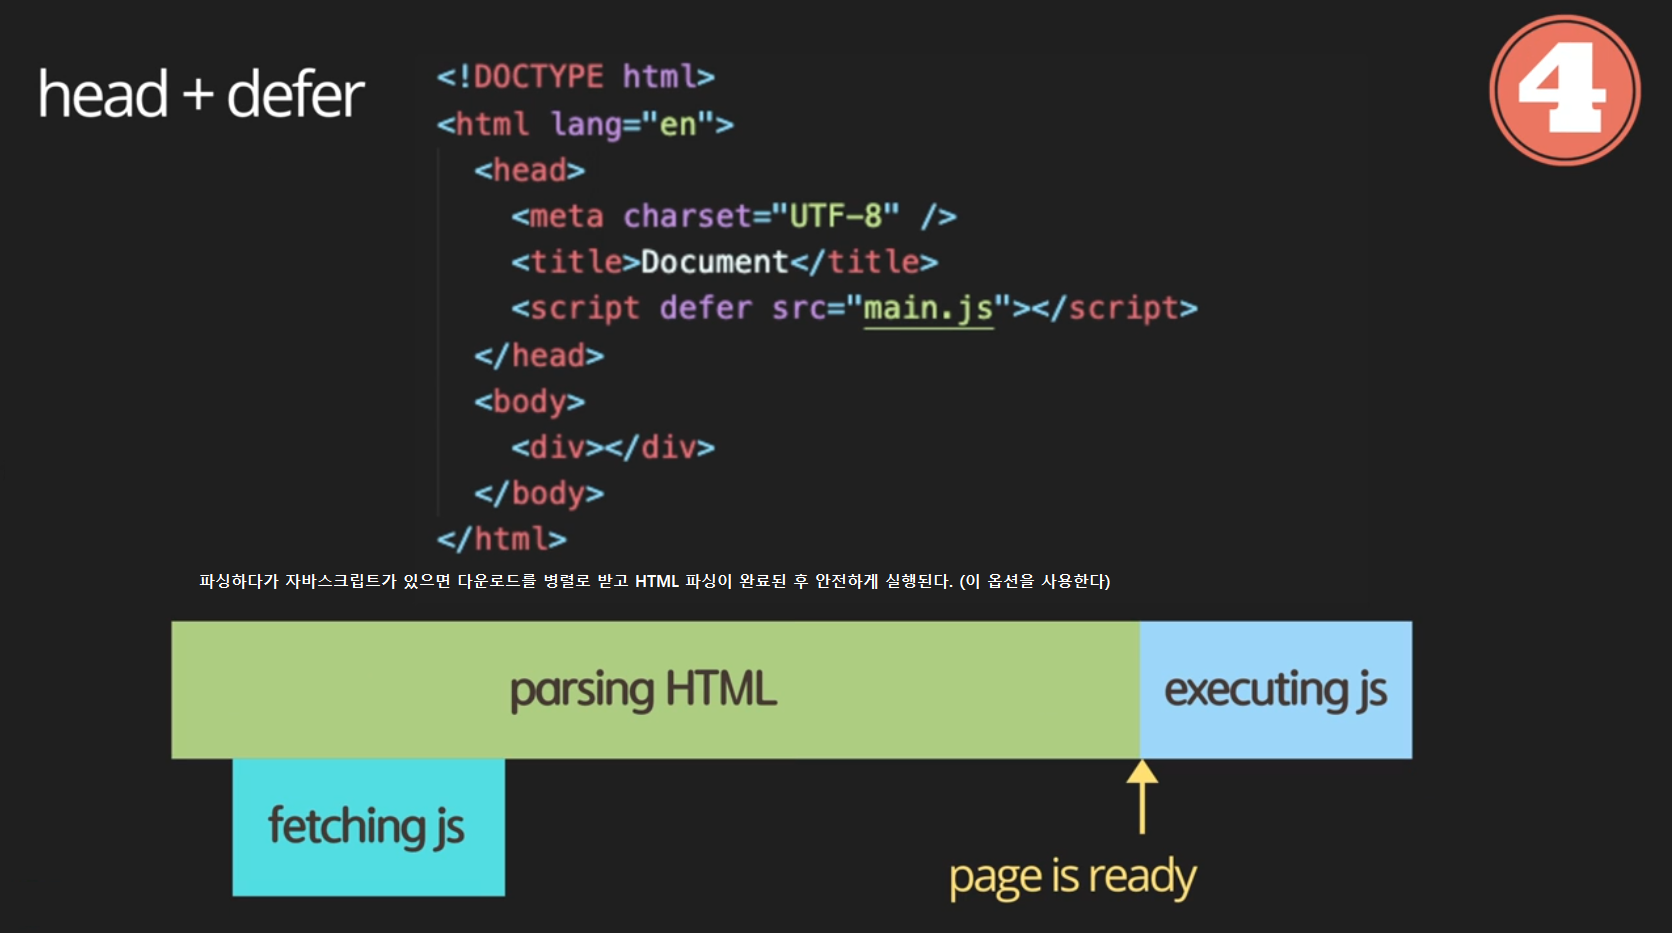 head + defer
4
<!DOCTYPE html>
<html lang="en">
<head>
<meta charset="UTF-8" />
<title>Document</title>
<script defer src="main.js"></script>
</head>
<body>
<div></div>
</body>
</html>
파싱하다가 자바스크립트가 있으면 다운로드를 병렬로 받고 HTML 파싱이 완료된 후 안전하게 실행된다. (이 옵션을 사용한다)
parsing HTML
executing js
fetching js
page is ready